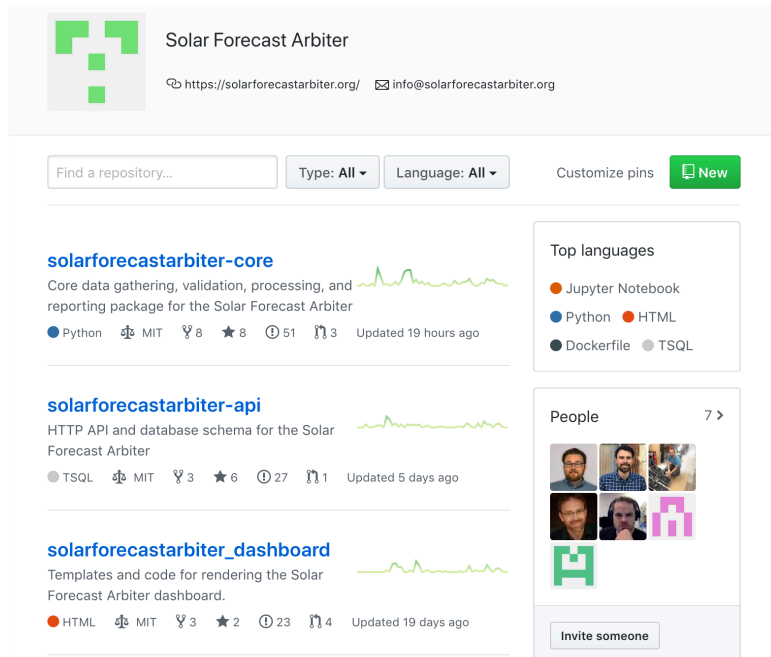 Solar Forecast Arbiter
https://solarforecastarbiter.org/ info@solarforecastarbiter.org
Find a repository... Type: All Language: All Customize pins New
solarforecastarbiter-core
Core data gathering, validation, processing, and
reporting package for the Solar Forecast Arbiter
Python MIT 8 8 51 3 Updated 19 hours ago
solarforecastarbiter-api
HTTP API and database schema for the Solar
Forecast Arbiter
TSQL MIT 3 6 27 1 Updated 5 days ago
solarforecastarbiter_dashboard
Templates and code for rendering the Solar
Forecast Arbiter dashboard.
HTML MIT 3 2 23 4 Updated 19 days ago
Top languages
Jupyter Notebook
Python HTML
Dockerfile TSQL
People 7
Invite someone